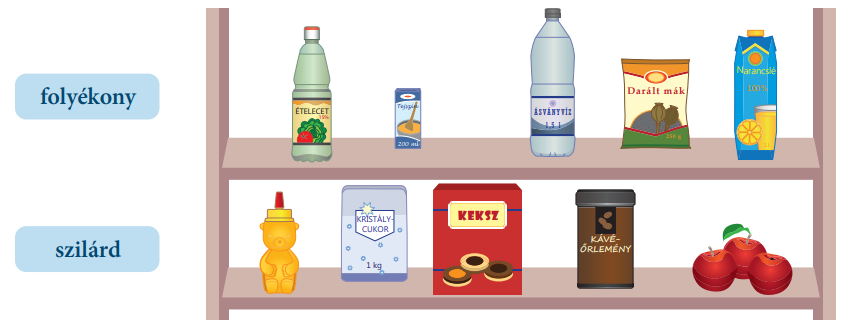 folyékony
ÉTELECET
Tejszín
200 ml
ÁSVÁNYVÍZ
1,5 l
Darált mák
Narancslé
100 %
szilárd
KRISTÁLY-
CUKOR
1 kg
KEKSZ
KÁVÉ-
ŐRLEMÉNY